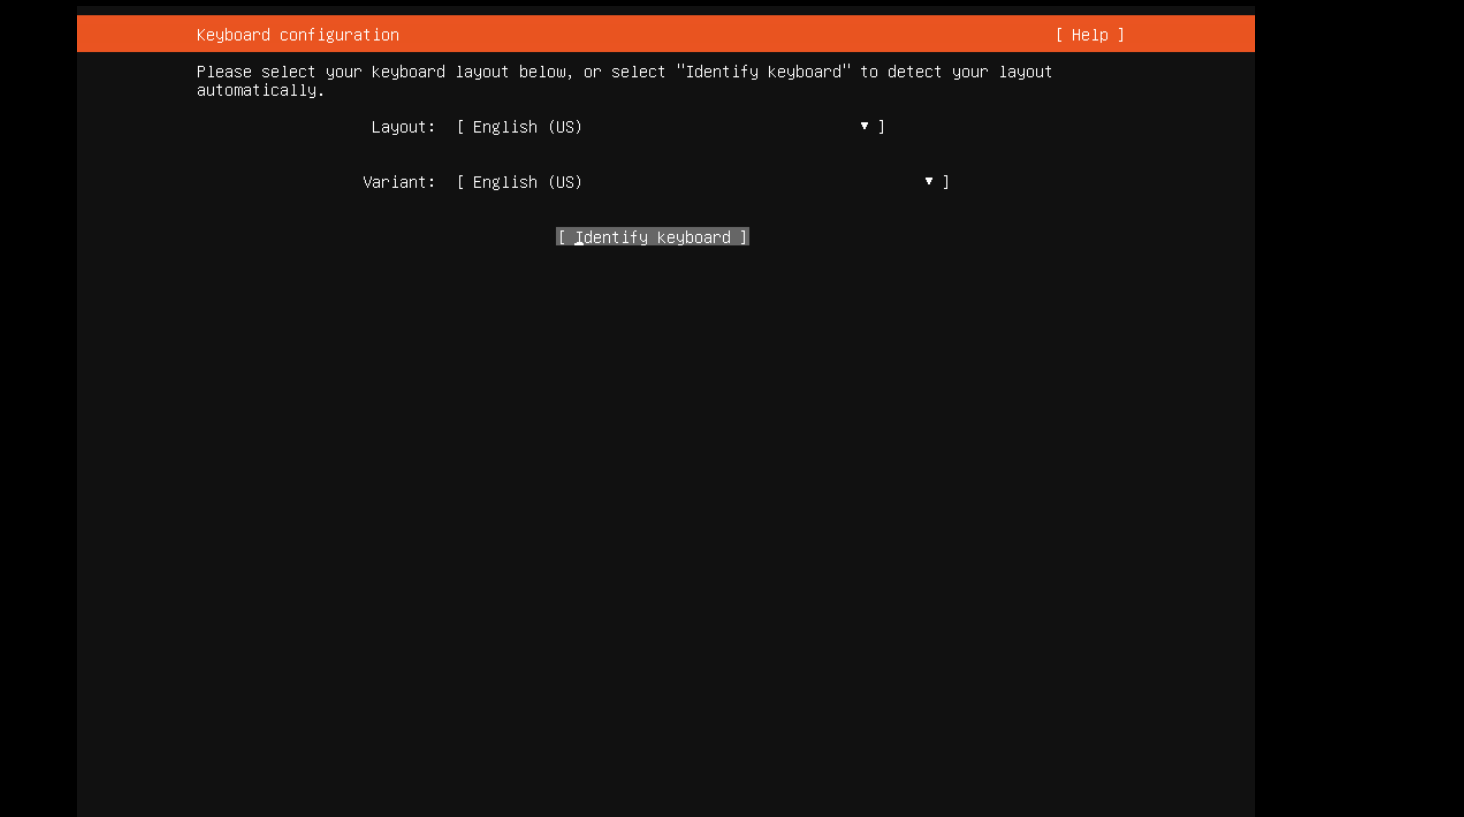 Keyboard configuration [ Help ]
Please select your keyboard layout below, or select "Identify keyboard" to detect your layout
automatically.
Layout: [ English (US) ▾ ]
Variant: [ English (US) ▾ ]
[ Identify keyboard ]